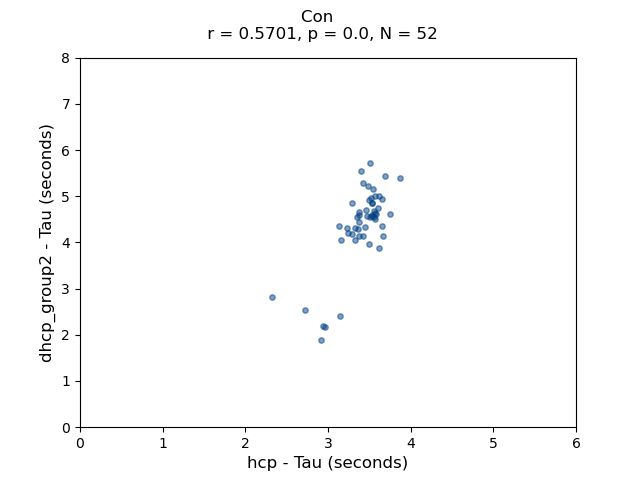 Con
r = 0.5701, p = 0.0, N = 52
8
7
6
5
4
3
2
1
0
dhcp_group2 - Tau (seconds)
0 1 2 3 4 5 6
hcp - Tau (seconds)